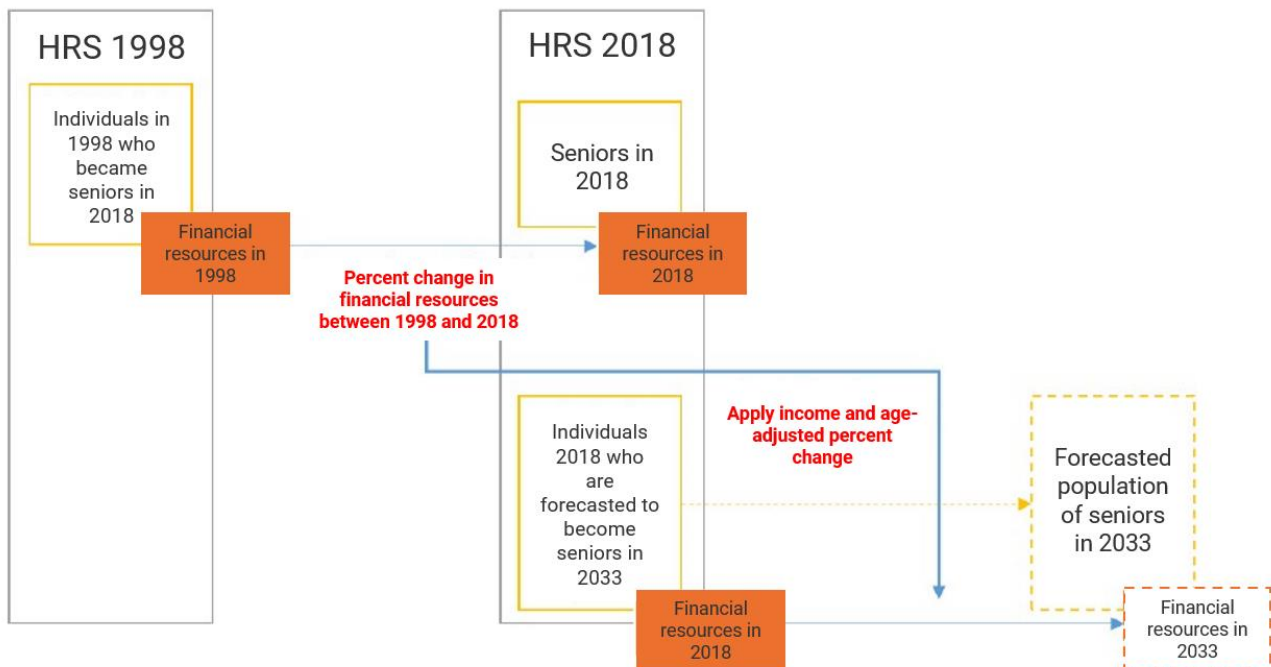 HRS 1998
Individuals in
1998 who
became
seniors in
2018
Financial
resources in
1998
HRS 2018
Seniors in
2018
Financial
resources in
2018
Percent change in
financial resources
between 1998 and 2018
Apply income and age-
adjusted percent
change
Individuals
2018 who
are
forecasted to
become
seniors in
2033
Financial
resources in
2018
Forecasted
population
of seniors
in 2033
Financial
resources in
2033